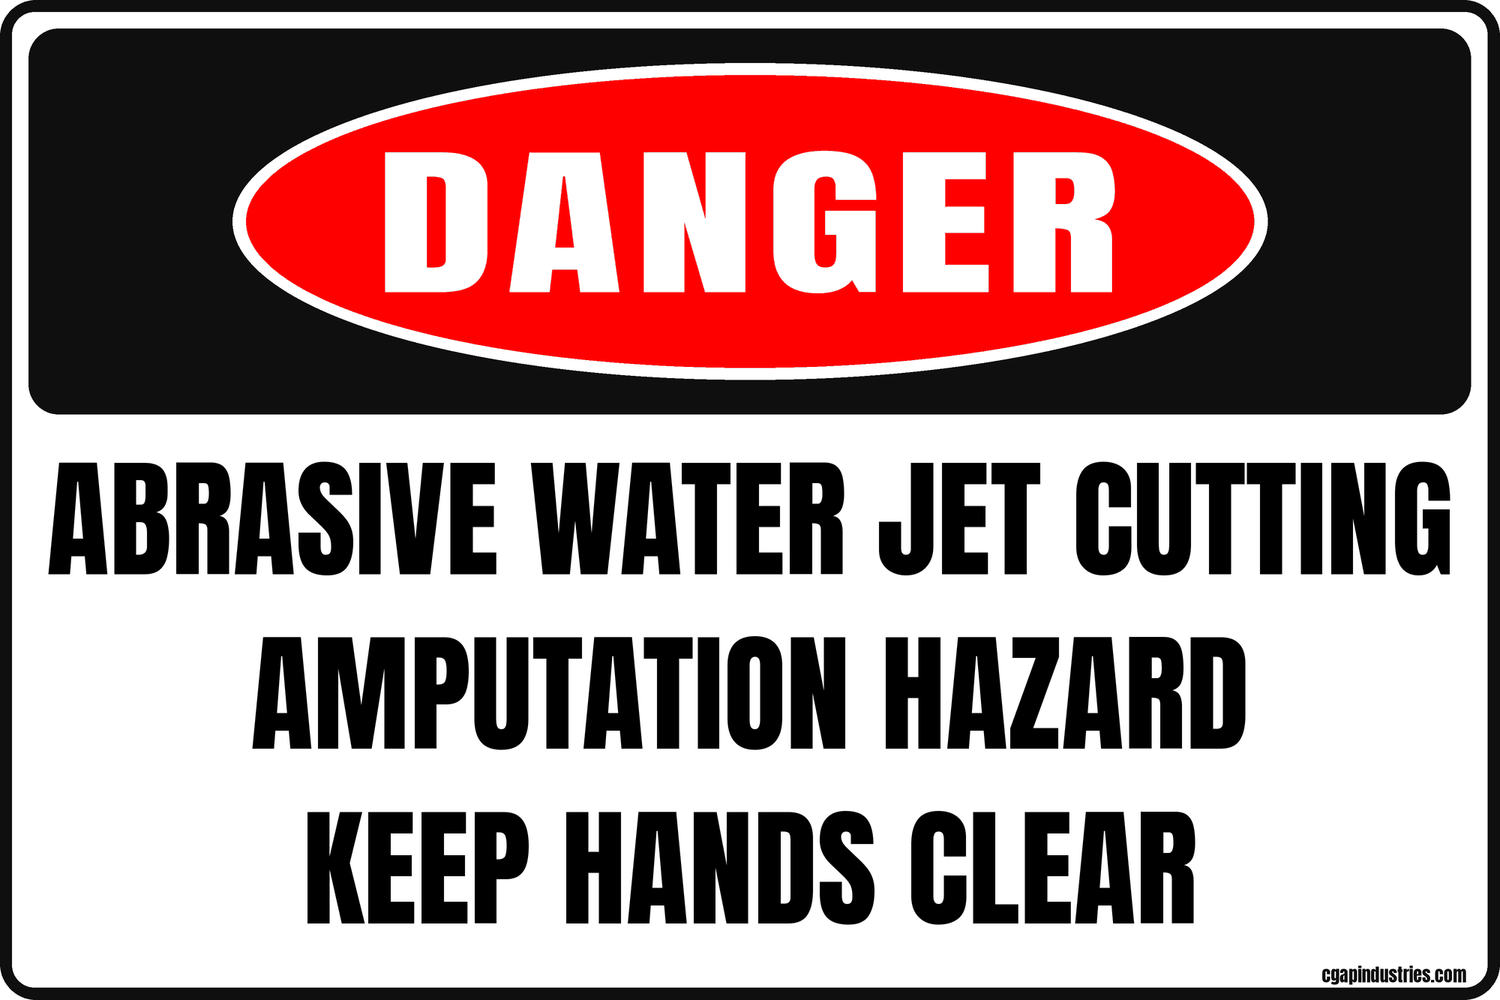 DANGER
ABRASIVE WATER JET CUTTING
AMPUTATION HAZARD
KEEP HANDS CLEAR
cgapindustries.com